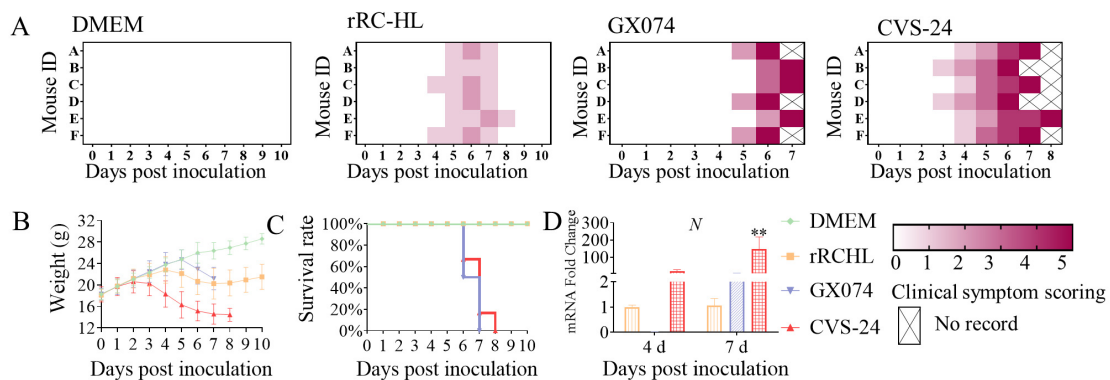 A
DMEM
rRC-HL
GX074
CVS-24
Mouse ID
A
B
C
D
E
F
0 1 2 3 4 5 6 7 8 9 10
Days post inoculation
Mouse ID
A
B
C
D
E
F
0 1 2 3 4 5 6 7 8 9 10
Days post inoculation
Mouse ID
A
B
C
D
E
F
0 1 2 3 4 5 6 7
Days post inoculation
Mouse ID
A
B
C
D
E
F
0 1 2 3 4 5 6 7 8
Days post inoculation
B
Weight (g)
32
28
24
20
16
12
0 1 2 3 4 5 6 7 8 9 10
Days post inoculation
C
Survival rate
100%
80%
60%
40%
20%
0%
0 1 2 3 4 5 6 7 8 9 10
Days post inoculation
D
N
mRNA Fold Change
300
200
100
2
1
0
**
4 d
7 d
Days post inoculation
DMEM
rRCHL
GX074
CVS-24
0 1 2 3 4 5
Clinical symptom scoring
No record